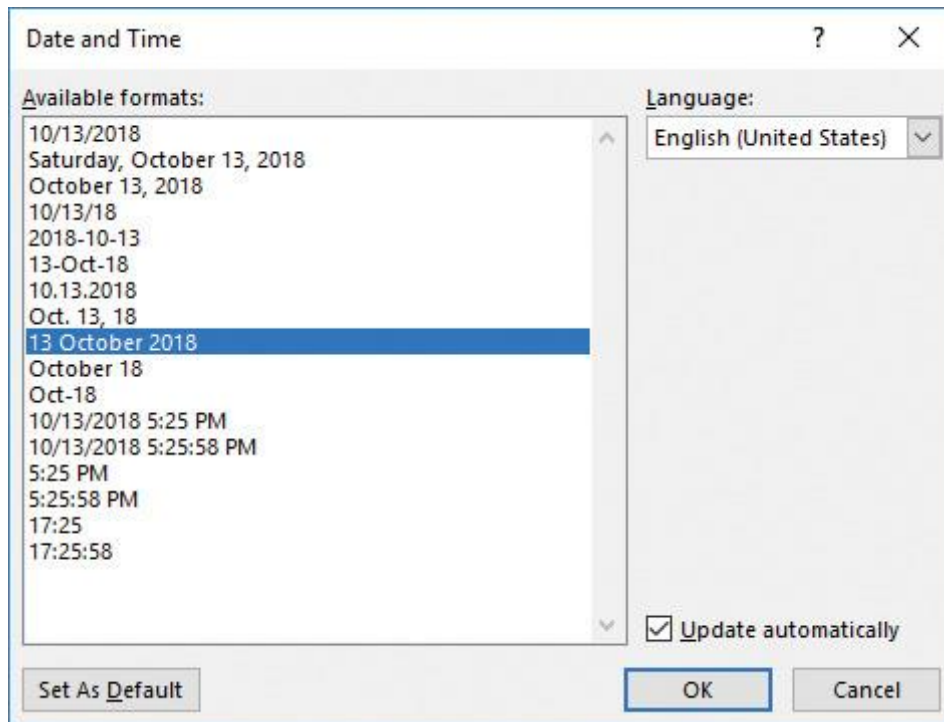 Date and Time
Available formats:
10/13/2018
Saturday, October 13, 2018
October 13, 2018
10/13/18
2018-10-13
13-Oct-18
10.13.2018
Oct. 13, 18
13 October 2018
October 18
Oct-18
10/13/2018 5:25 PM
10/13/2018 5:25:58 PM
5:25 PM
5:25:58 PM
17:25
17:25:58
Language:
English (United States)
Update automatically
Set As Default
OK
Cancel